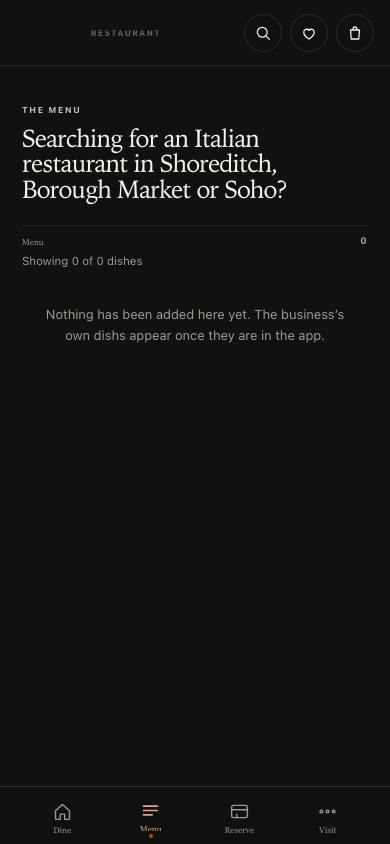 RESTAURANT
THE MENU
Searching for an Italian
restaurant in Shoreditch,
Borough Market or Soho?
Menu
0
Showing 0 of 0 dishes
Nothing has been added here yet. The business's
own dishs appear once they are in the app.
Dine
Menu
Reserve
Visit